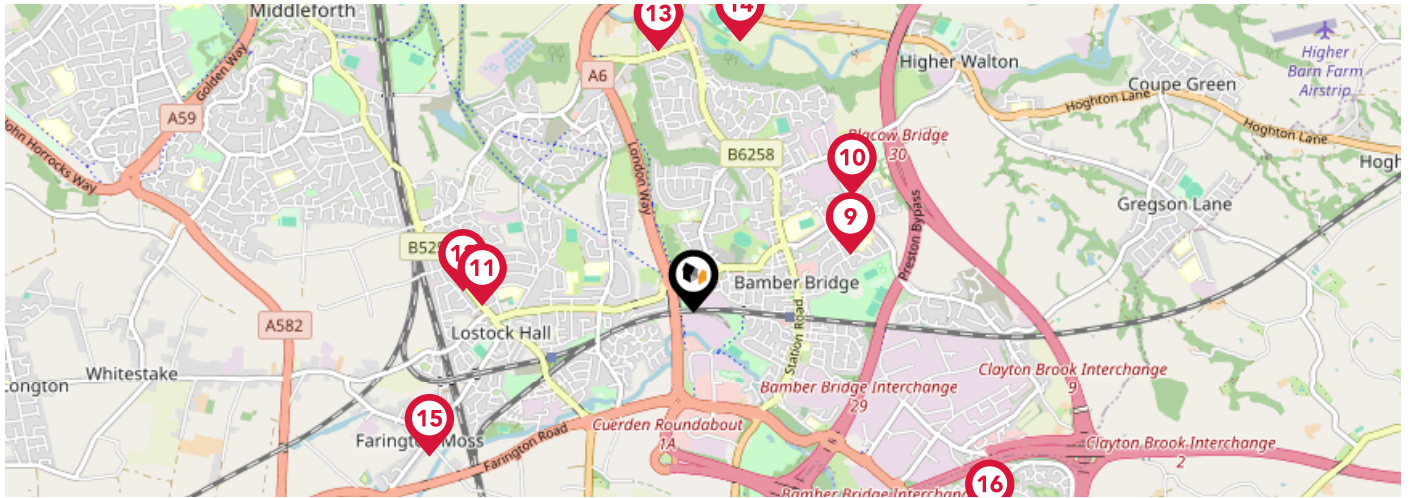 Middleforth
13
14
Golden Way
Higher Walton
Higher
Barn Farm
Airstrip
A6
Coupe Green
Hoghton Lane
A59
Hoghton Lane
John Horrocks Way
London Way
B6258
Blacow Bridge
30
10
Preston Bypass
Gregson Lane
9
11
Bamber Bridge
A582
Lostock Hall
Station Road
Whitestake
Clayton Brook Interchange
9
Bamber Bridge Interchange
29
15
Cuerden Roundabout
1A
Farington Road
Clayton Brook Interchange
2
16